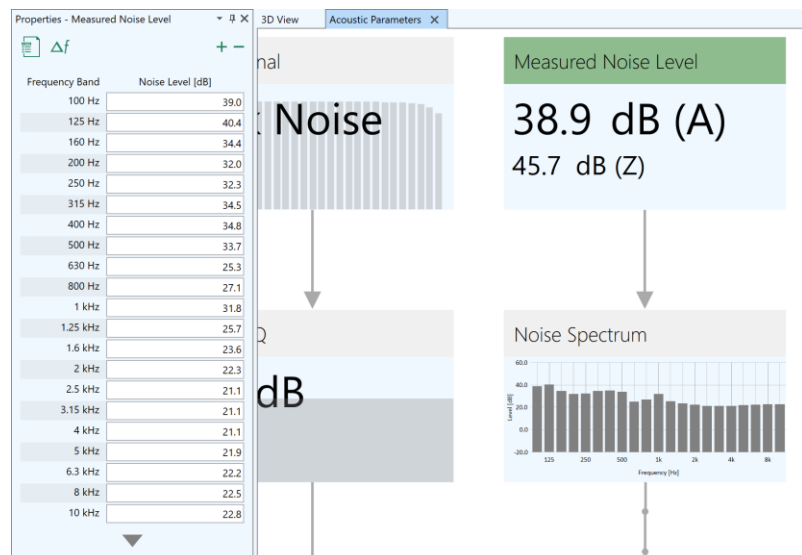 Properties - Measured Noise Level
3D View
Acoustic Parameters
Δf
Frequency Band Noise Level [dB]
100 Hz 39.0
125 Hz 40.4
160 Hz 34.4
200 Hz 32.0
250 Hz 32.3
315 Hz 34.5
400 Hz 34.8
500 Hz 33.7
630 Hz 25.3
800 Hz 27.1
1 kHz 31.8
1.25 kHz 25.7
1.6 kHz 23.6
2 kHz 22.3
2.5 kHz 21.1
3.15 kHz 21.1
4 kHz 21.1
5 kHz 21.9
6.3 kHz 22.2
8 kHz 22.5
10 kHz 22.8
nal
Noise
Q
dB
Measured Noise Level
38.9 dB (A)
45.7 dB (Z)
Noise Spectrum
Level [dB]
60.0
40.0
20.0
0.0
-20.0
125 250 500 1k 2k 4k 8k
Frequency [Hz]